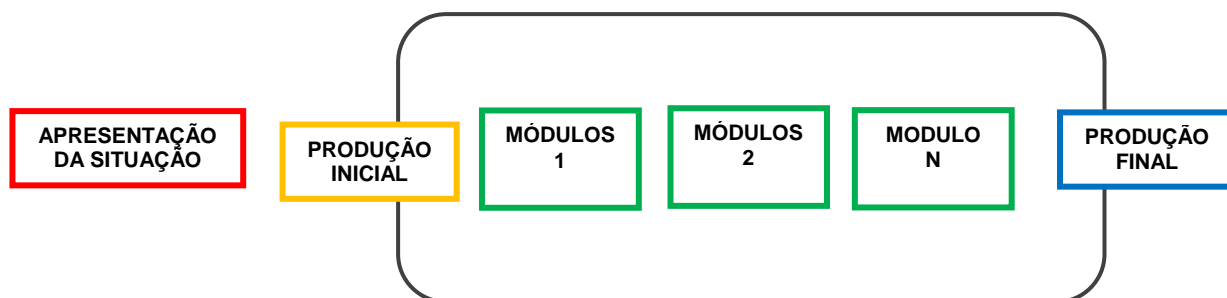 APRESENTAÇÃO
DA SITUAÇÃO
PRODUÇÃO
INICIAL
MÓDULOS
1
MÓDULOS
2
MODULO
N
PRODUÇÃO
FINAL